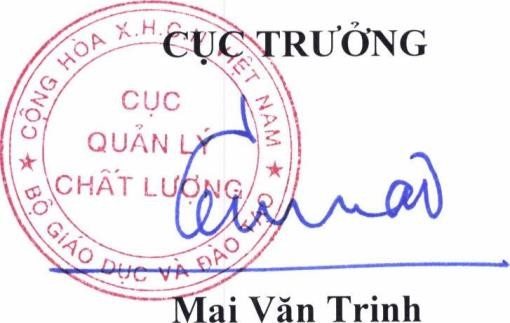 CỤC TRƯỞNG
CỘNG HÒA X.H.C.N VIỆT NAM
CỤC
QUẢN LÝ
CHẤT LƯỢNG
★ BỘ GIÁO DỤC VÀ ĐÀO TẠO ★
Mai Văn Trinh